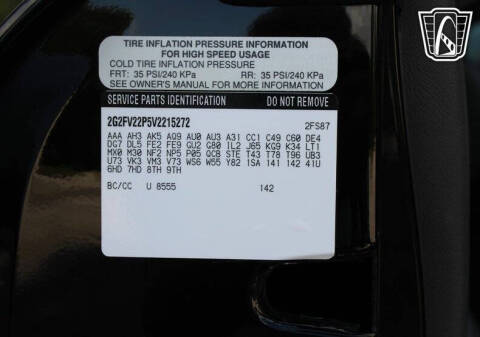 TIRE INFLATION PRESSURE INFORMATION
FOR HIGH SPEED USAGE
COLD TIRE INFLATION PRESSURE
FRT: 35 PSI/240 KPa RR: 35 PSI/240 KPa
SEE OWNER'S MANUAL FOR MORE INFORMATION
SERVICE PARTS IDENTIFICATION DO NOT REMOVE
2G2FV22P5V2215272 2FS87
AAA AH3 AK5 AQ9 AU0 AU3 A31 CC1 C49 C60 DE4
DG7 DL5 FE2 FE9 GU2 G80 IL2 J65 KG9 K34 LT1
MX0 M30 NF2 NP5 P05 QC8 STE T43 T78 T96 UB3
U73 VK3 VM3 V73 WS6 W55 Y82 1SA 141 142 41U
6HD 7HD 8TH 9TH
BC/CC U 8555 142